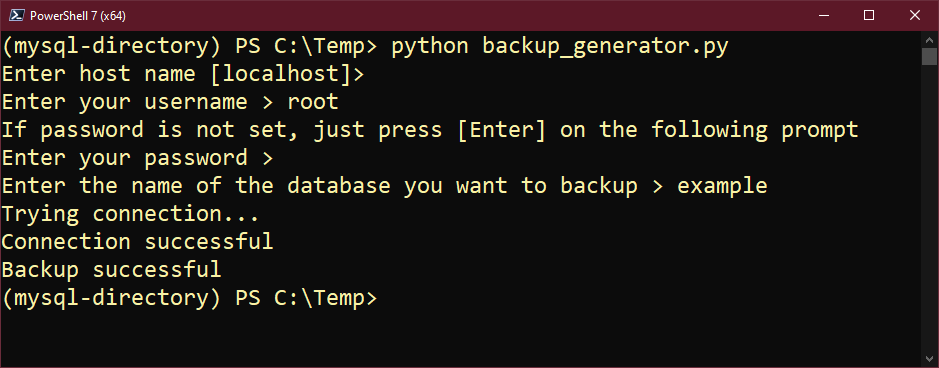 PowerShell 7 (x64)
(mysql-directory) PS C:\Temp> python backup_generator.py
Enter host name [localhost]>
Enter your username > root
If password is not set, just press [Enter] on the following prompt
Enter your password >
Enter the name of the database you want to backup > example
Trying connection...
Connection successful
Backup successful
(mysql-directory) PS C:\Temp>